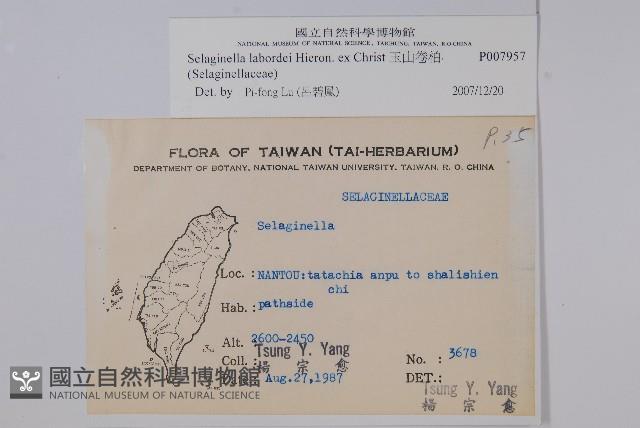 國立自然科學博物館
NATIONAL MUSEUM OF NATURAL SCIENCE, TAICHUNG, TAIWAN, R.O.CHINA
Selaginella labordei Hieron. ex Christ 玉山卷柏 P007957
(Selaginellaceae)
Det. by Pi-fong Lu (呂碧鳳) 2007/12/20
P.35
FLORA OF TAIWAN (TAI-HERBARIUM)
DEPARTMENT OF BOTANY, NATIONAL TAIWAN UNIVERSITY, TAIWAN, R. O. CHINA
SELAGINELLACEAE
Selaginella
Loc. : NANTOU:tatachia anpu to shalishien
chi
Hab. : pathside
Alt. 2600-2450
Coll. : Tsung Y. Yang No. : 3678
楊 宗 愈
Aug.27,1987 DET.: Tsung Y. Yang
楊 宗 愈
國立自然科學博物館
NATIONAL MUSEUM OF NATURAL SCIENCE